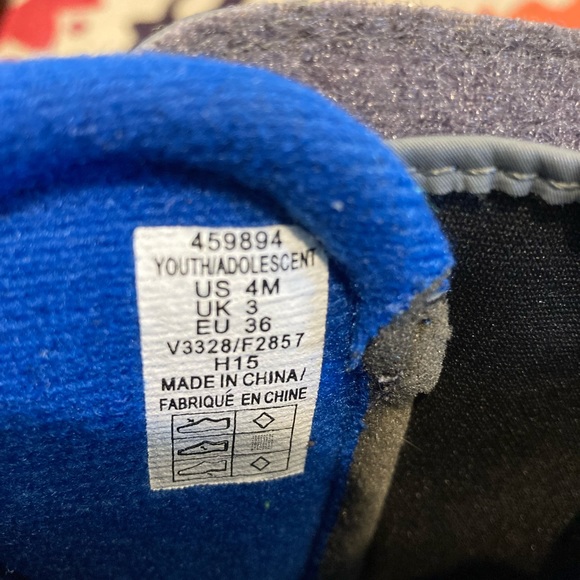 459894
YOUTH/ADOLESCENT
US 4M
UK 3
EU 36
V3328/F2857
H15
MADE IN CHINA/
FABRIQUÉ EN CHINE